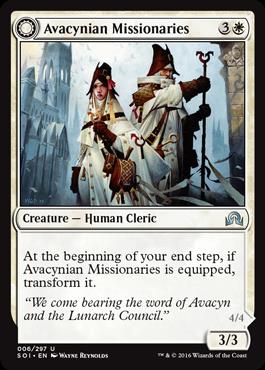 Avacynian Missionaries 3
WRP 15
Creature — Human Cleric
At the beginning of your end step, if
Avacynian Missionaries is equipped,
transform it.
“We come bearing the word of Avacyn
and the Lunarch Council.”
4/4
3/3
006/297 U
SOI • EN Wayne Reynolds
™ & © 2016 Wizards of the Coast